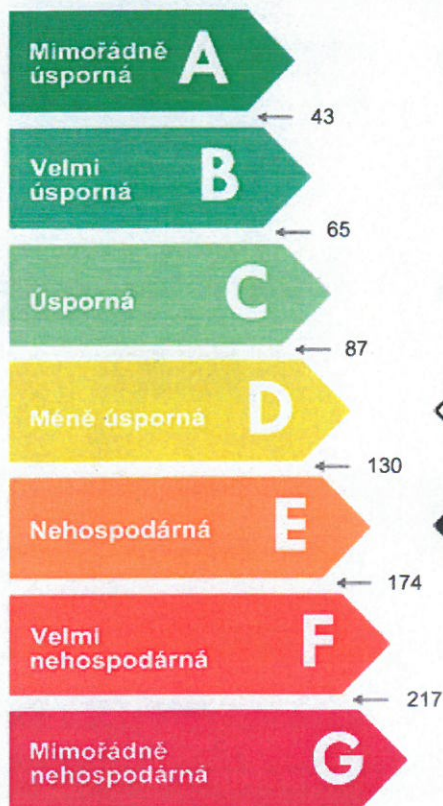 Mimořádně
úsporná
A
← 43
Velmi
úsporná
B
← 65
Úsporná
C
← 87
Méně úsporná
D
← 130
Nehospodárná
E
← 174
Velmi
nehospodárná
F
← 217
Mimořádně
nehospodárná
G